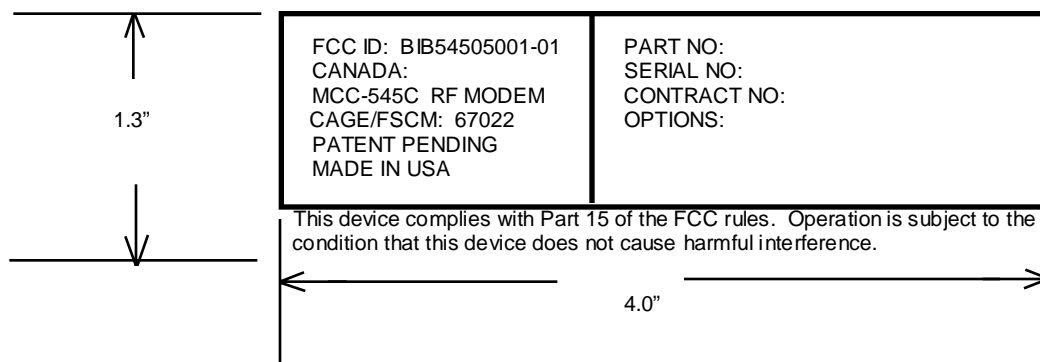 FCC ID: BIB54505001-01
CANADA:
MCC-545C RF MODEM
CAGE/FSCM: 67022
PATENT PENDING
MADE IN USA
PART NO:
SERIAL NO:
CONTRACT NO:
OPTIONS:
1.3”
This device complies with Part 15 of the FCC rules. Operation is subject to the
condition that this device does not cause harmful interference.
4.0”